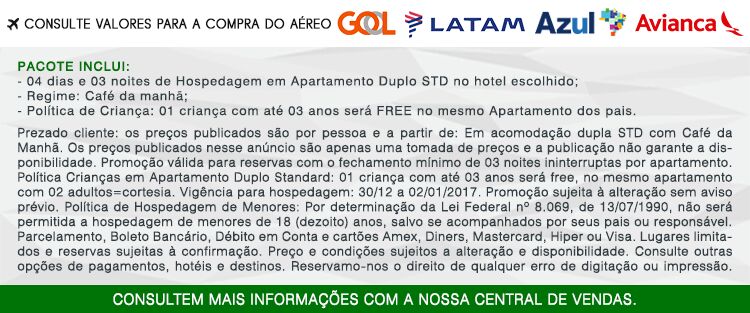 CONSULTE VALORES PARA A COMPRA DO AÉREO GOL LATAM Azul Avianca
PACOTE INCLUI:
- 04 dias e 03 noites de Hospedagem em Apartamento Duplo STD no hotel escolhido;
- Regime: Café da manhã;
- Política de Criança: 01 criança com até 03 anos será FREE no mesmo Apartamento dos pais.
Prezado cliente: os preços publicados são por pessoa e a partir de: Em acomodação dupla STD com Café da
Manhã. Os preços publicados nesse anúncio são apenas uma tomada de preços e a publicação não garante a dis-
ponibilidade. Promoção válida para reservas com o fechamento mínimo de 03 noites ininterruptas por apartamento.
Política Crianças em Apartamento Duplo Standard: 01 criança com até 03 anos será free, no mesmo apartamento
com 02 adultos=cortesia. Vigência para hospedagem: 30/12 a 02/01/2017. Promoção sujeita à alteração sem aviso
prévio. Política de Hospedagem de Menores: Por determinação da Lei Federal nº 8.069, de 13/07/1990, não será
permitida a hospedagem de menores de 18 (dezoito) anos, salvo se acompanhados por seus pais ou responsável.
Parcelamento, Boleto Bancário, Débito em Conta e cartões Amex, Diners, Mastercard, Hiper ou Visa. Lugares limita-
dos e reservas sujeitas à confirmação. Preço e condições sujeitos a alteração e disponibilidade. Consulte outras
opções de pagamentos, hotéis e destinos. Reservamo-nos o direito de qualquer erro de digitação ou impressão.
CONSULTEM MAIS INFORMAÇÕES COM A NOSSA CENTRAL DE VENDAS.